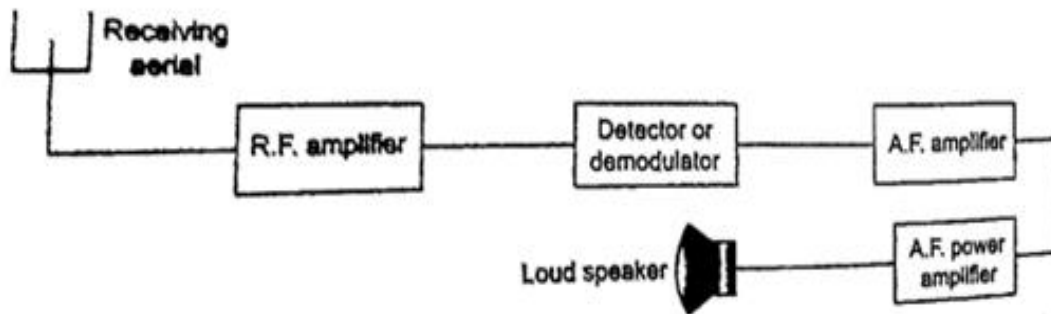 Receiving
aerial
R.F. amplifier
Detector or
demodulator
A.F. amplifier
Loud speaker
A.F. power
amplifier